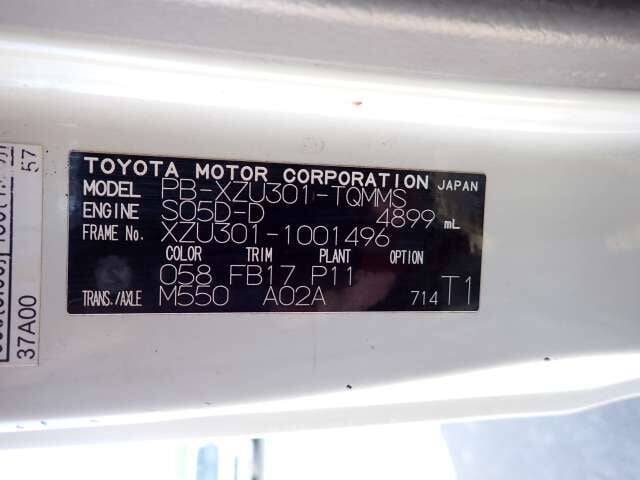 TOYOTA MOTOR CORPORATION JAPAN
MODEL PB-XZU301-TQMMS
ENGINE S05D-D 4899 mL
FRAME No. XZU301-1001496
COLOR TRIM PLANT OPTION
058 FB17 P11
TRANS./AXLE M550 A02A 714 T1
57
37A00